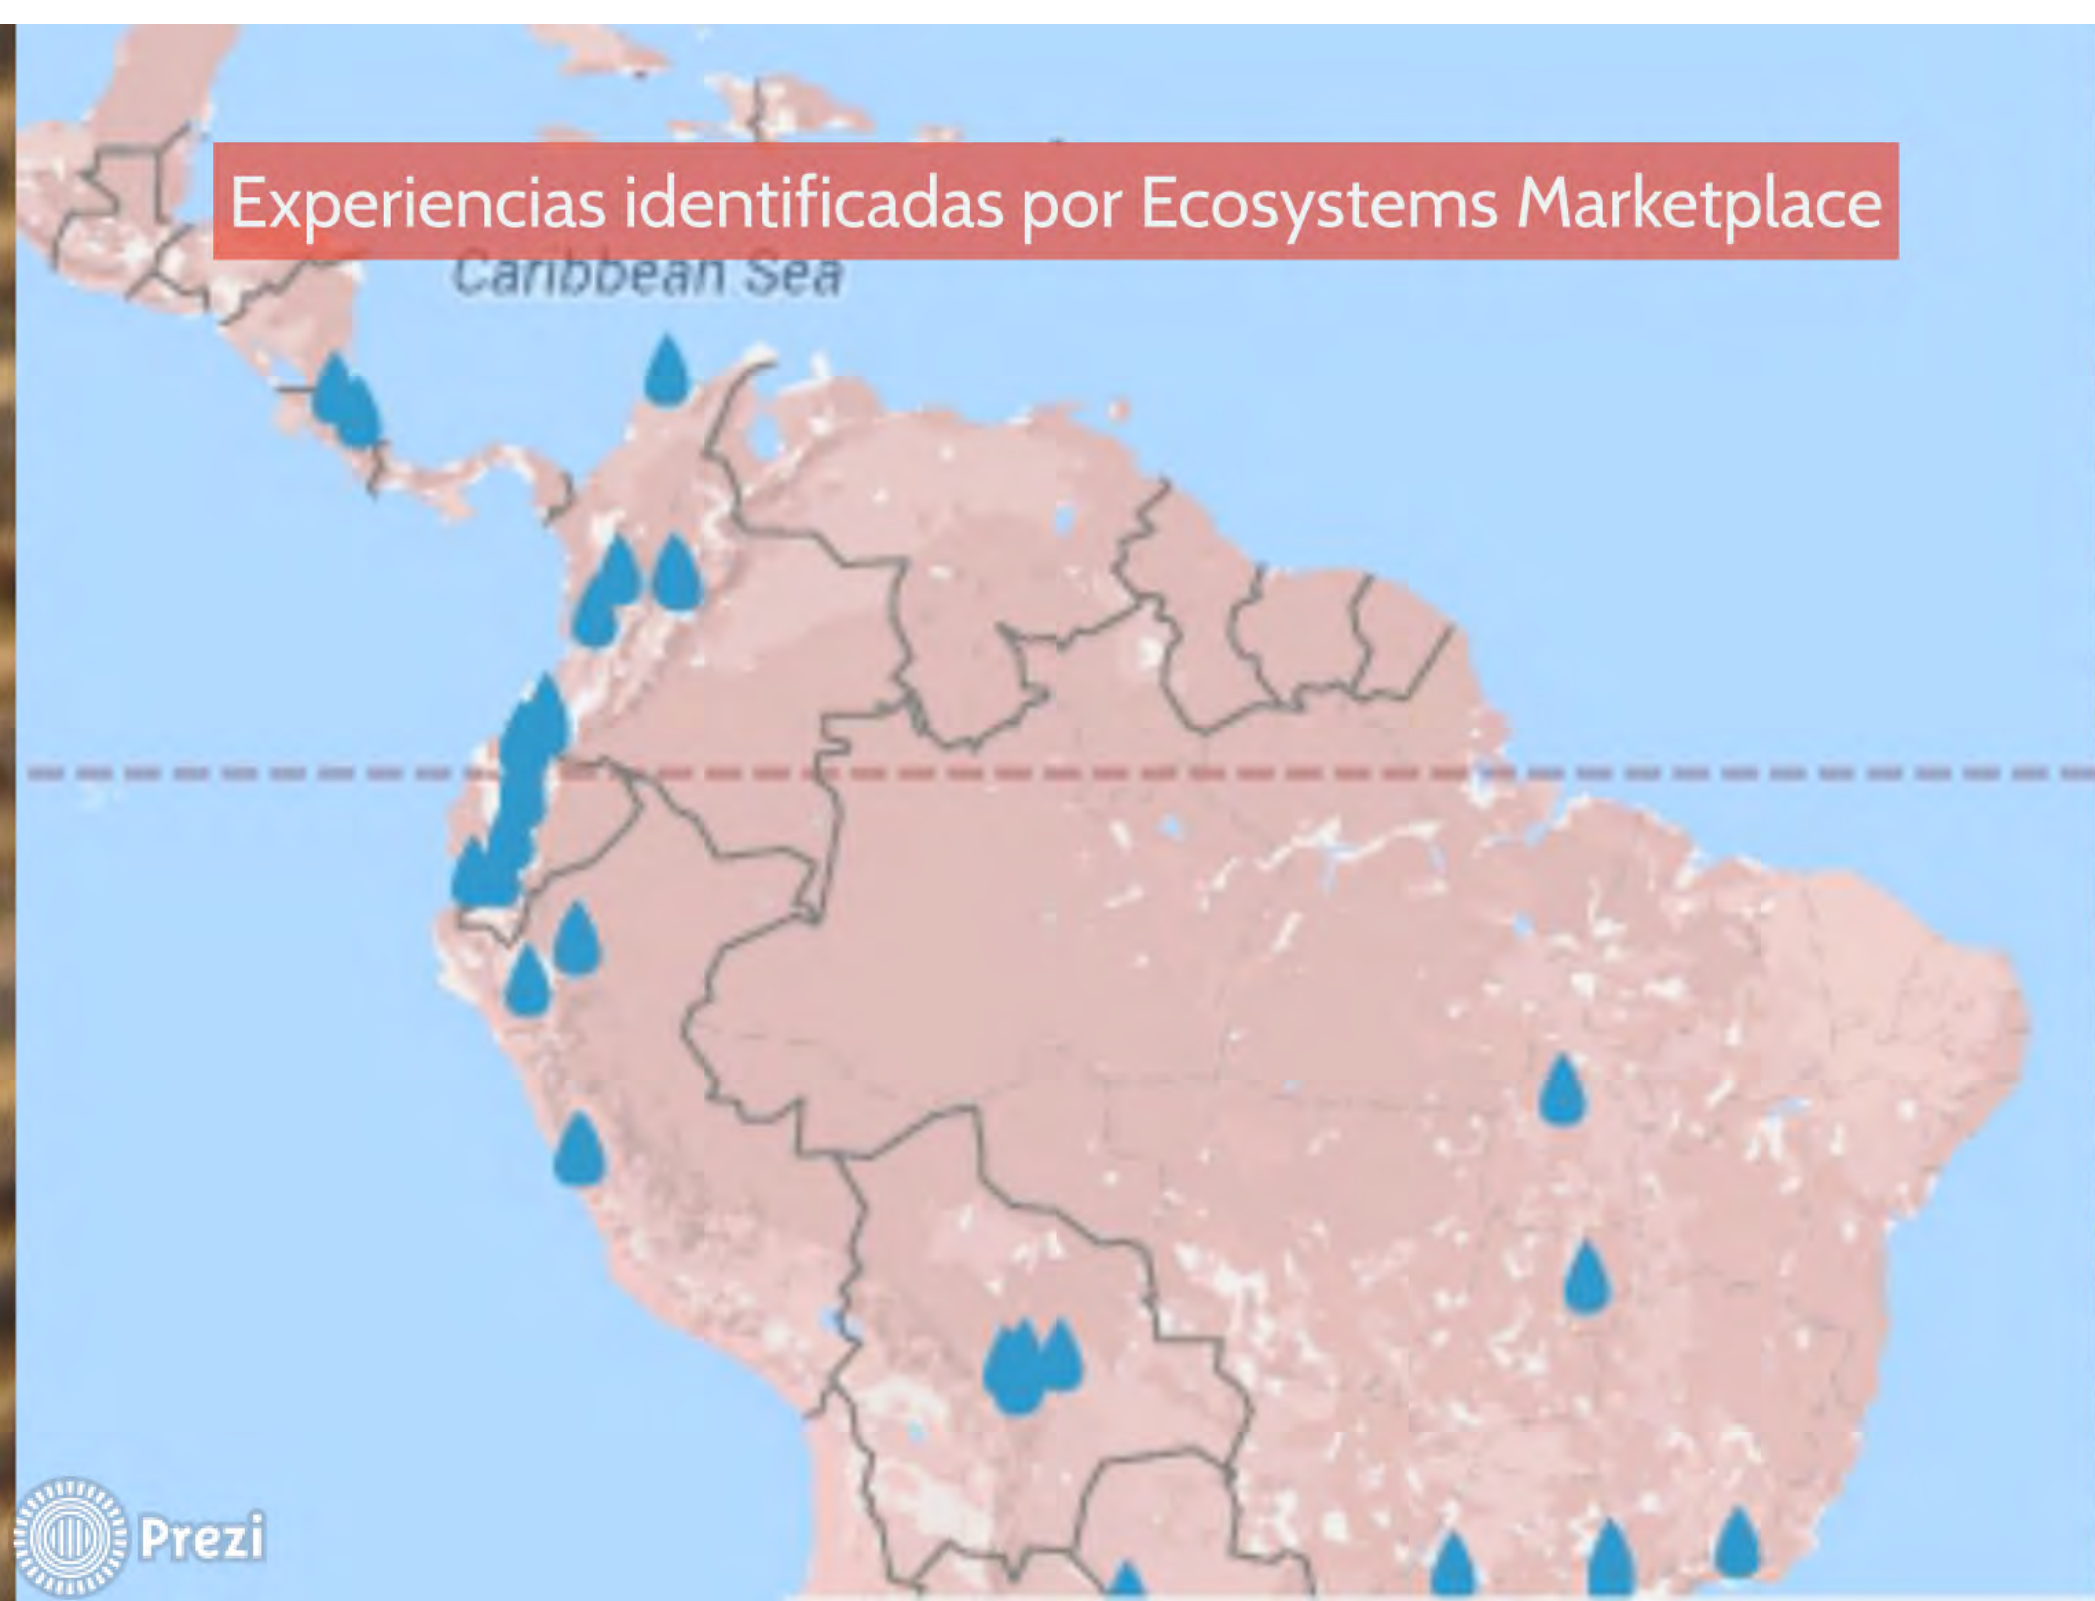 Experiencias identificadas por Ecosystems Marketplace
Caribbean Sea
Prezi